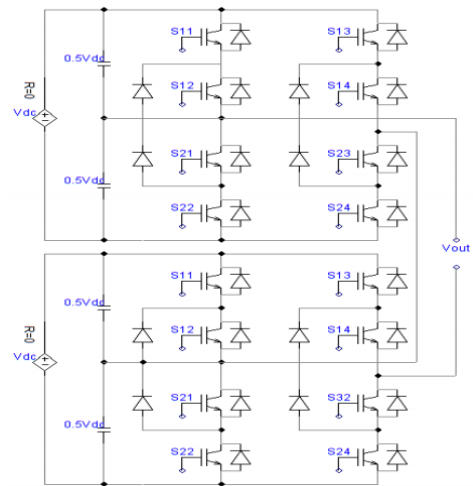 S11 S13
0.5Vdc
S12 S14
R=0
Vdc
S21 S23
0.5Vdc
S22 S24
Vout
S11 S13
0.5Vdc
R=0
S12 S14
Vdc
S21 S32
0.5Vdc
S22 S24